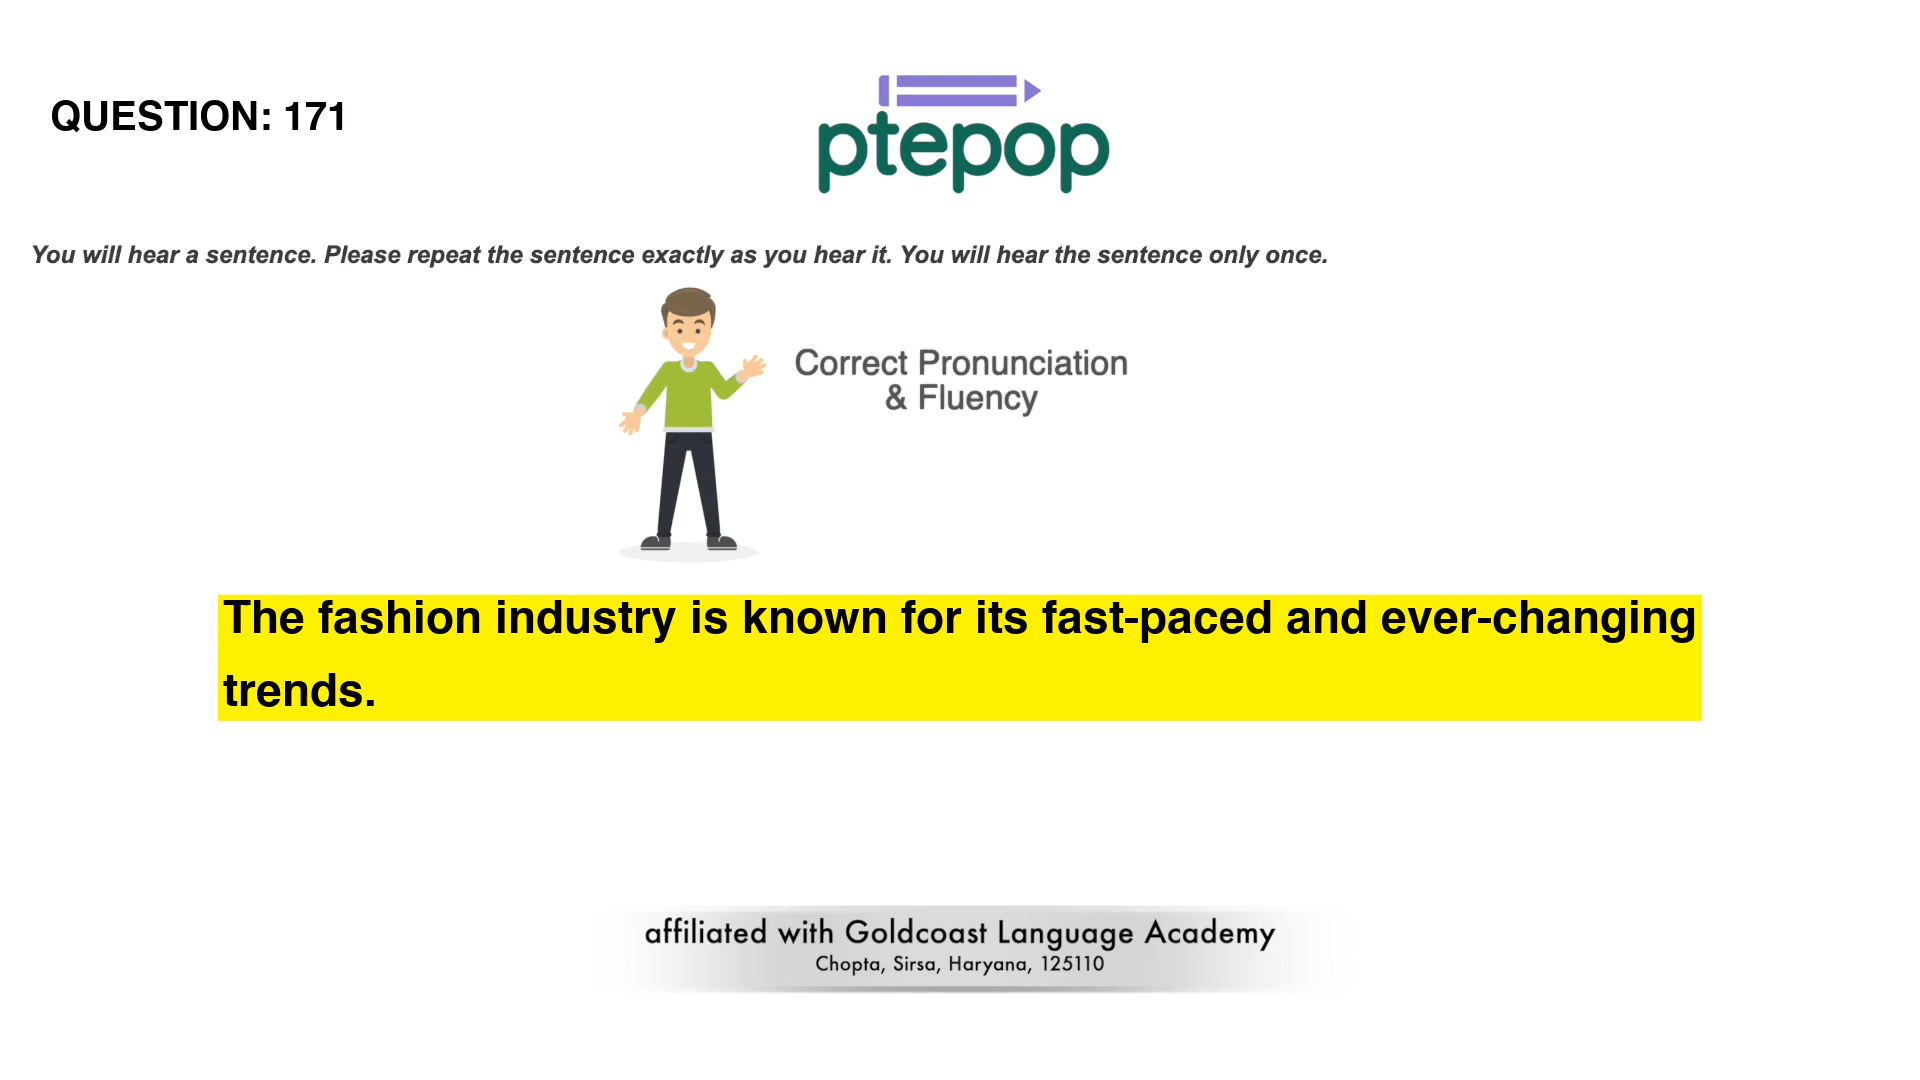 QUESTION: 171
ptepop
You will hear a sentence. Please repeat the sentence exactly as you hear it. You will hear the sentence only once.
Correct Pronunciation
& Fluency
The fashion industry is known for its fast-paced and ever-changing
trends.
affiliated with Goldcoast Language Academy
Chopta, Sirsa, Haryana, 125110